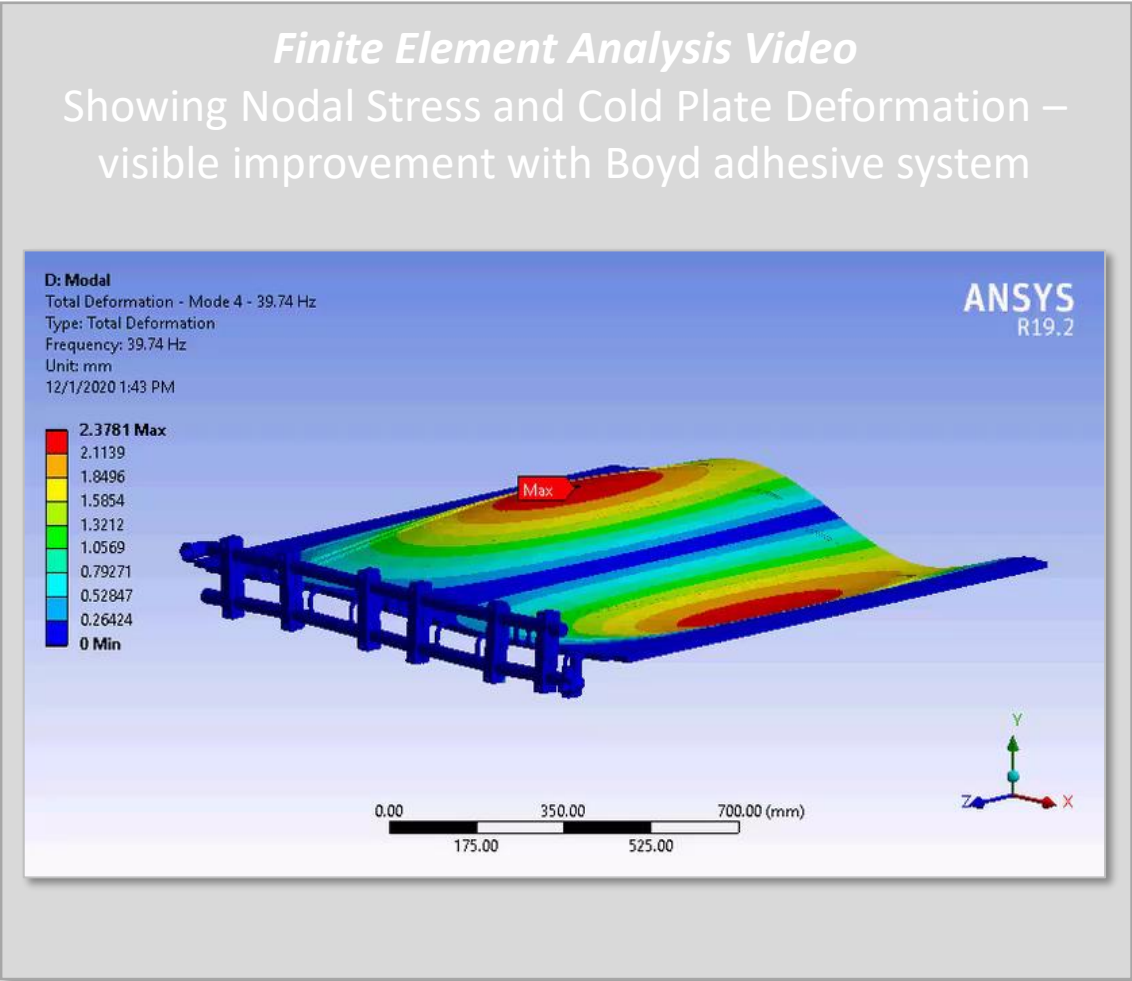 Finite Element Analysis Video
Showing Nodal Stress and Cold Plate Deformation –
visible improvement with Boyd adhesive system
D: Modal
Total Deformation - Mode 4 - 39.74 Hz
Type: Total Deformation
Frequency: 39.74 Hz
Unit: mm
12/1/2020 1:43 PM
ANSYS
R19.2
2.3781 Max
2.1139
1.8496
1.5854
1.3212
1.0569
0.79271
0.52847
0.26424
0 Min
Max
Y
Z
X
0.00
350.00
700.00 (mm)
175.00
525.00